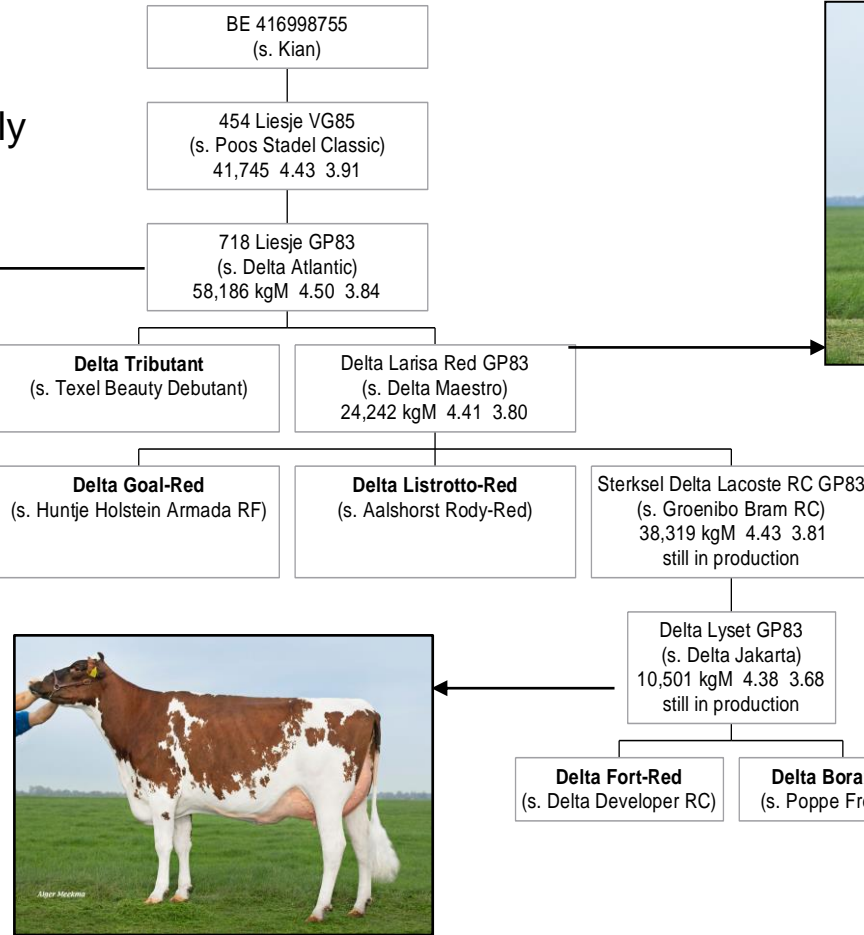 BE 416998755
(s. Kian)
454 Liesje VG85
(s. Poos Stadel Classic)
41,745 4.43 3.91
718 Liesje GP83
(s. Delta Atlantic)
58,186 kgM 4.50 3.84
Delta Tributant
(s. Texel Beauty Debutant)
Delta Larisa Red GP83
(s. Delta Maestro)
24,242 kgM 4.41 3.80
Delta Goal-Red
(s. Huntje Holstein Armada RF)
Delta Listrotto-Red
(s. Aalshorst Rody-Red)
Sterksel Delta Lacoste RC GP83
(s. Groenibo Bram RC)
38,319 kgM 4.43 3.81
still in production
Delta Lyset GP83
(s. Delta Jakarta)
10,501 kgM 4.38 3.68
still in production
Delta Fort-Red
(s. Delta Developer RC)
Delta Bora
(s. Poppe Fr
Alger Meekma